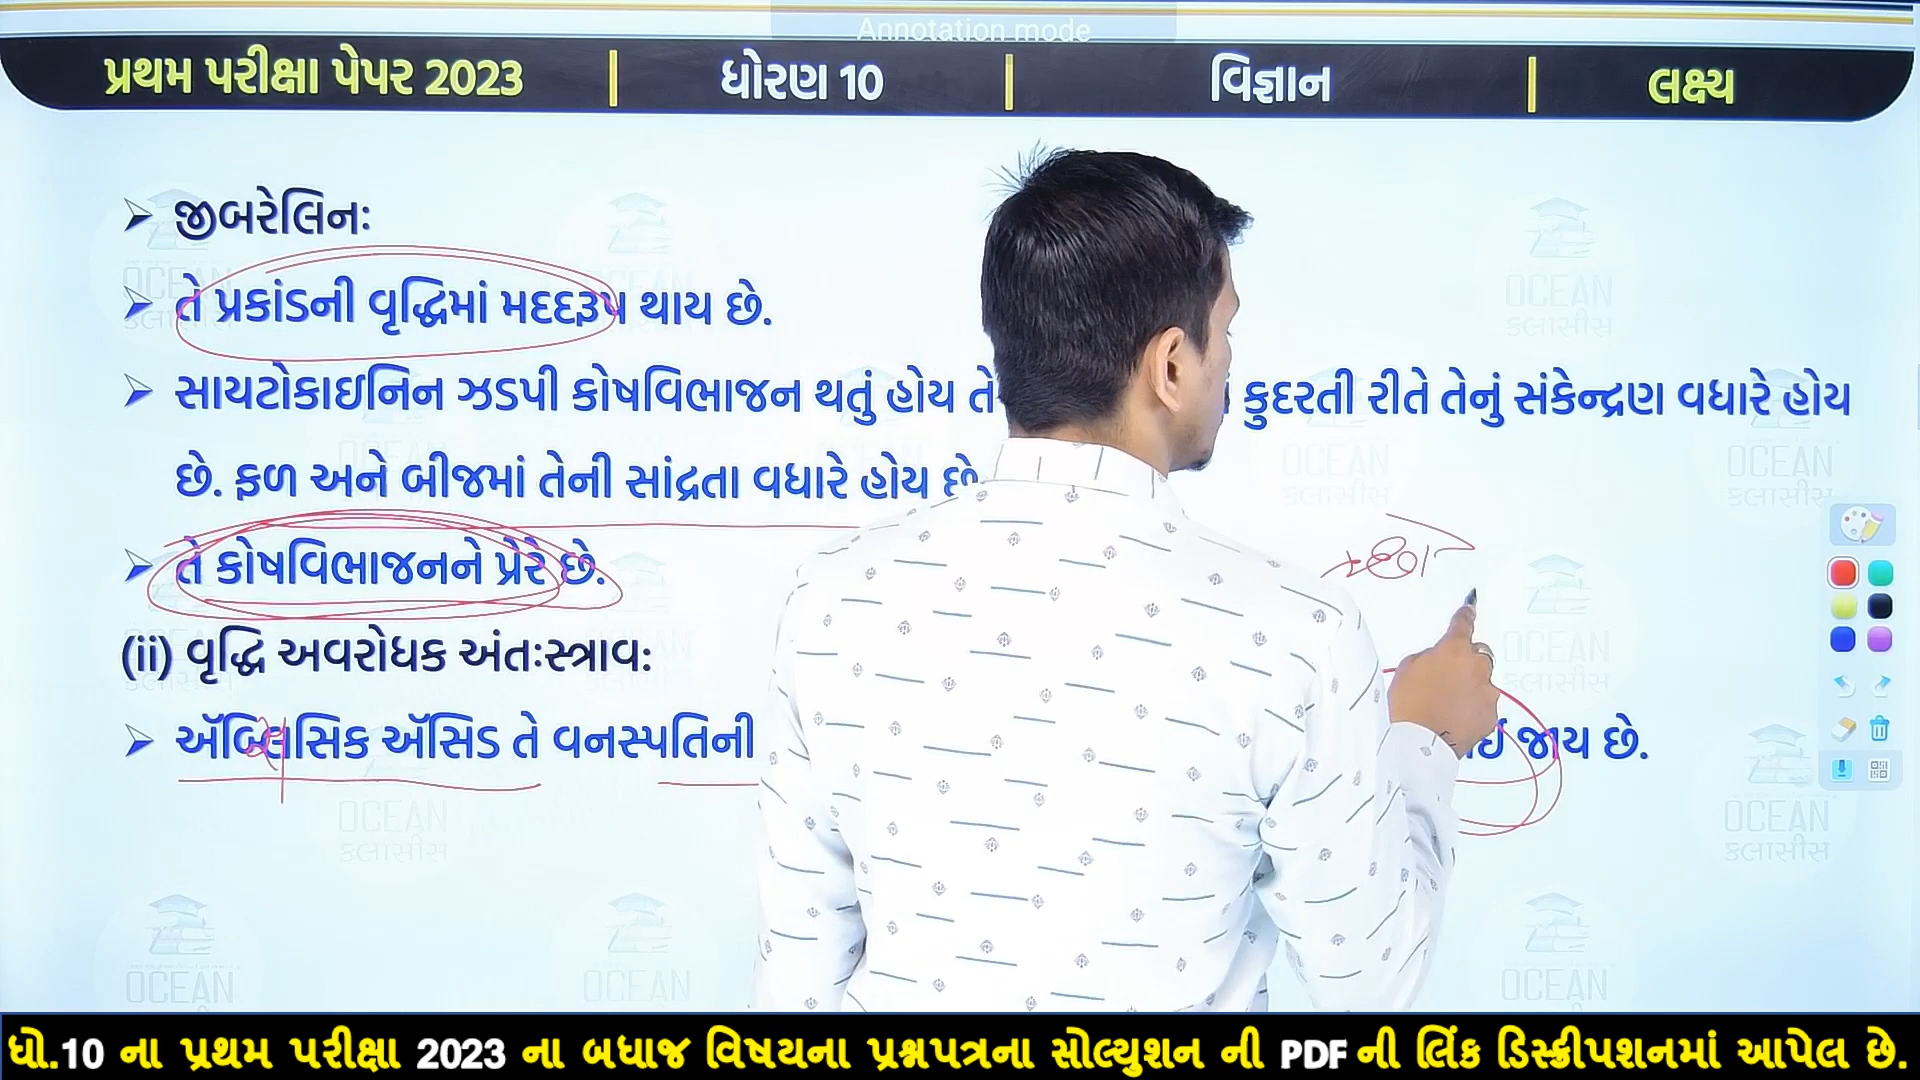 Annotation mode
પ્રથમ પરીક્ષા પેપર 2023 | ધોરણ 10 | વિજ્ઞાન | લક્ષ્ય
➢ જીબરેલિનઃ
➢ તે પ્રકાંડની વૃદ્ધિમાં મદદરૂપ થાય છે.
➢ સાયટોકાઇનિન ઝડપી કોષવિભાજન થતું હોય કુદરતી રીતે તેનું સંકેન્દ્રણ વધારે હોય
છે. ફળ અને બીજમાં તેની સાંદ્રતા વધારે હોય છે.
➢ તે કોષવિભાજનને પ્રેરે છે.
(ii) વૃદ્ધિ અવરોધક અંતઃસ્ત્રાવઃ
➢ ઍબ્સિસિક ઍસિડ તે વનસ્પતિની જાય છે.
OCEAN
કલાસીસ
ધો.10 ના પ્રથમ પરીક્ષા 2023 ના બધાજ વિષયના પ્રશ્નપત્રના સોલ્યુશન ની PDF ની લિંક ડિસ્ક્રીપશનમાં આપેલ છે.